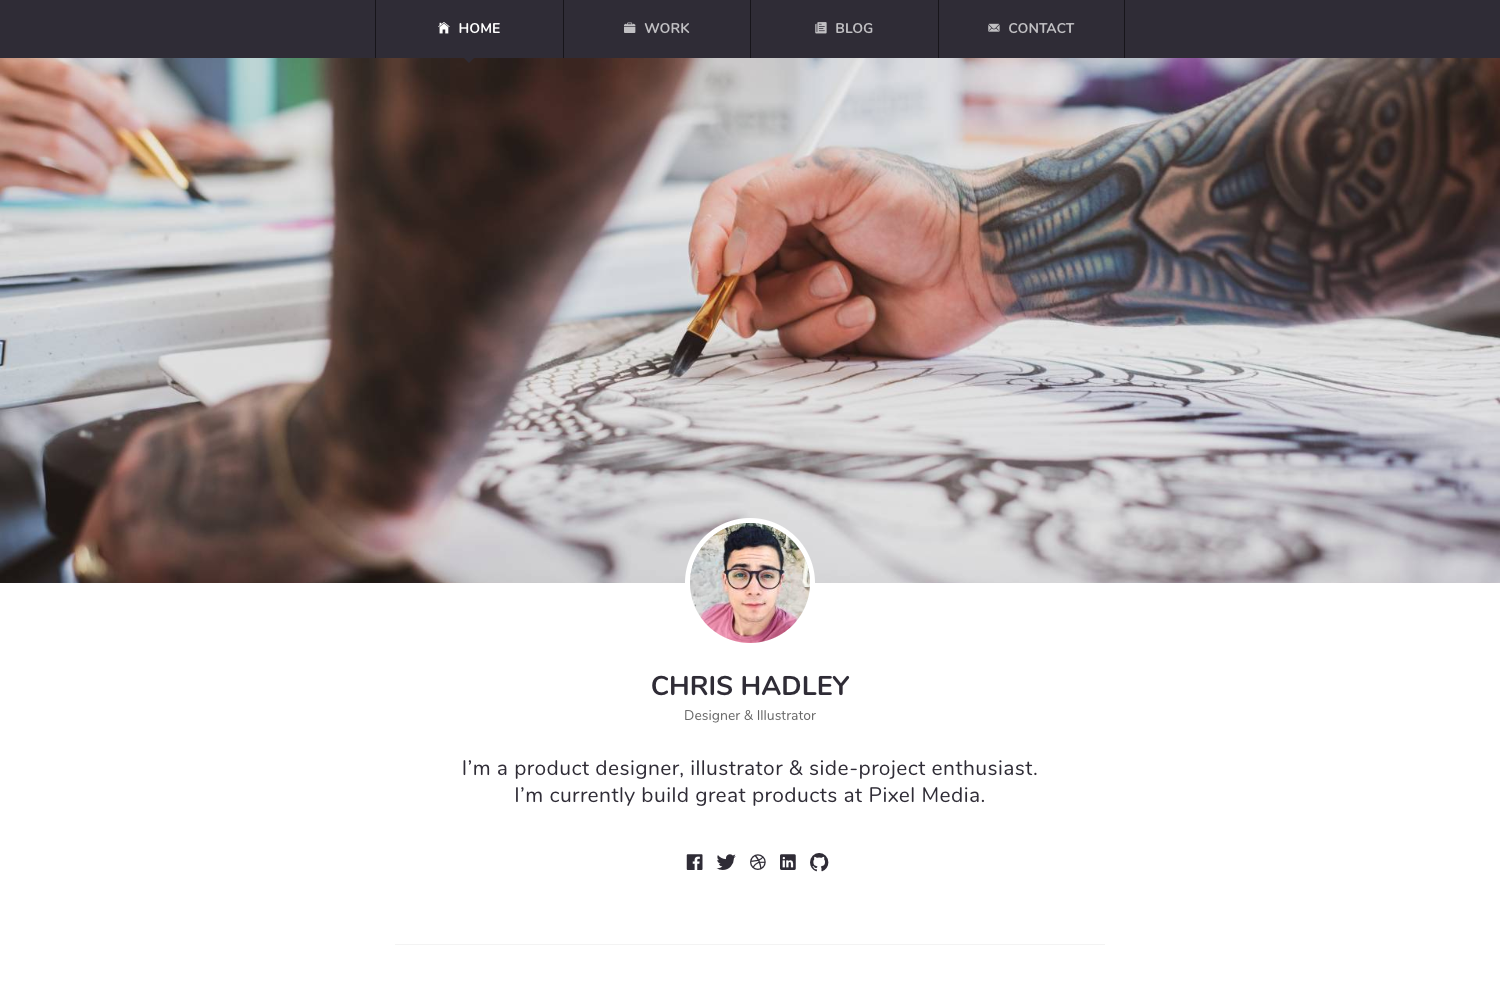 HOME
WORK
BLOG
CONTACT
CHRIS HADLEY
Designer & Illustrator
I’m a product designer, illustrator & side-project enthusiast.
I’m currently build great products at Pixel Media.